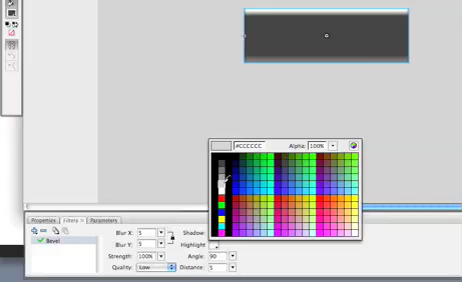 #CCCCCC Alpha: 100%
Properties Filters × Parameters
Bevel
Blur X: 5 Shadow:
Blur Y: 5 Highlight
Strength: 100% Angle: 90
Quality: Low Distance: 5